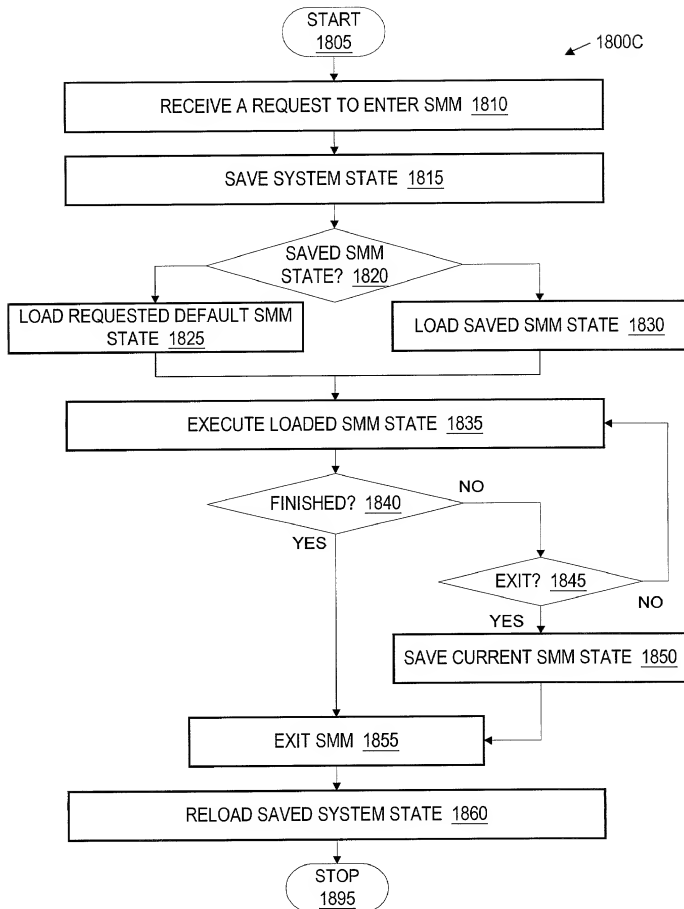 START
1805
1800C
RECEIVE A REQUEST TO ENTER SMM 1810
SAVE SYSTEM STATE 1815
SAVED SMM
STATE? 1820
LOAD REQUESTED DEFAULT SMM
STATE 1825
LOAD SAVED SMM STATE 1830
EXECUTE LOADED SMM STATE 1835
FINISHED? 1840
NO
YES
EXIT? 1845
NO
YES
SAVE CURRENT SMM STATE 1850
EXIT SMM 1855
RELOAD SAVED SYSTEM STATE 1860
STOP
1895